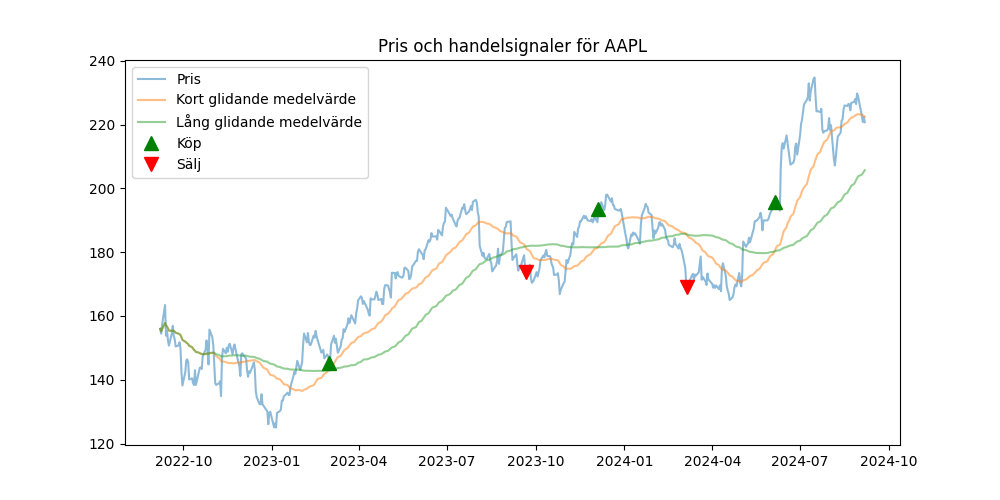 Pris och handelsignaler för AAPL
240
220
200
180
160
140
120
Pris
Kort glidande medelvärde
Lång glidande medelvärde
Köp
Sälj
2022-10
2023-01
2023-04
2023-07
2023-10
2024-01
2024-04
2024-07
2024-10